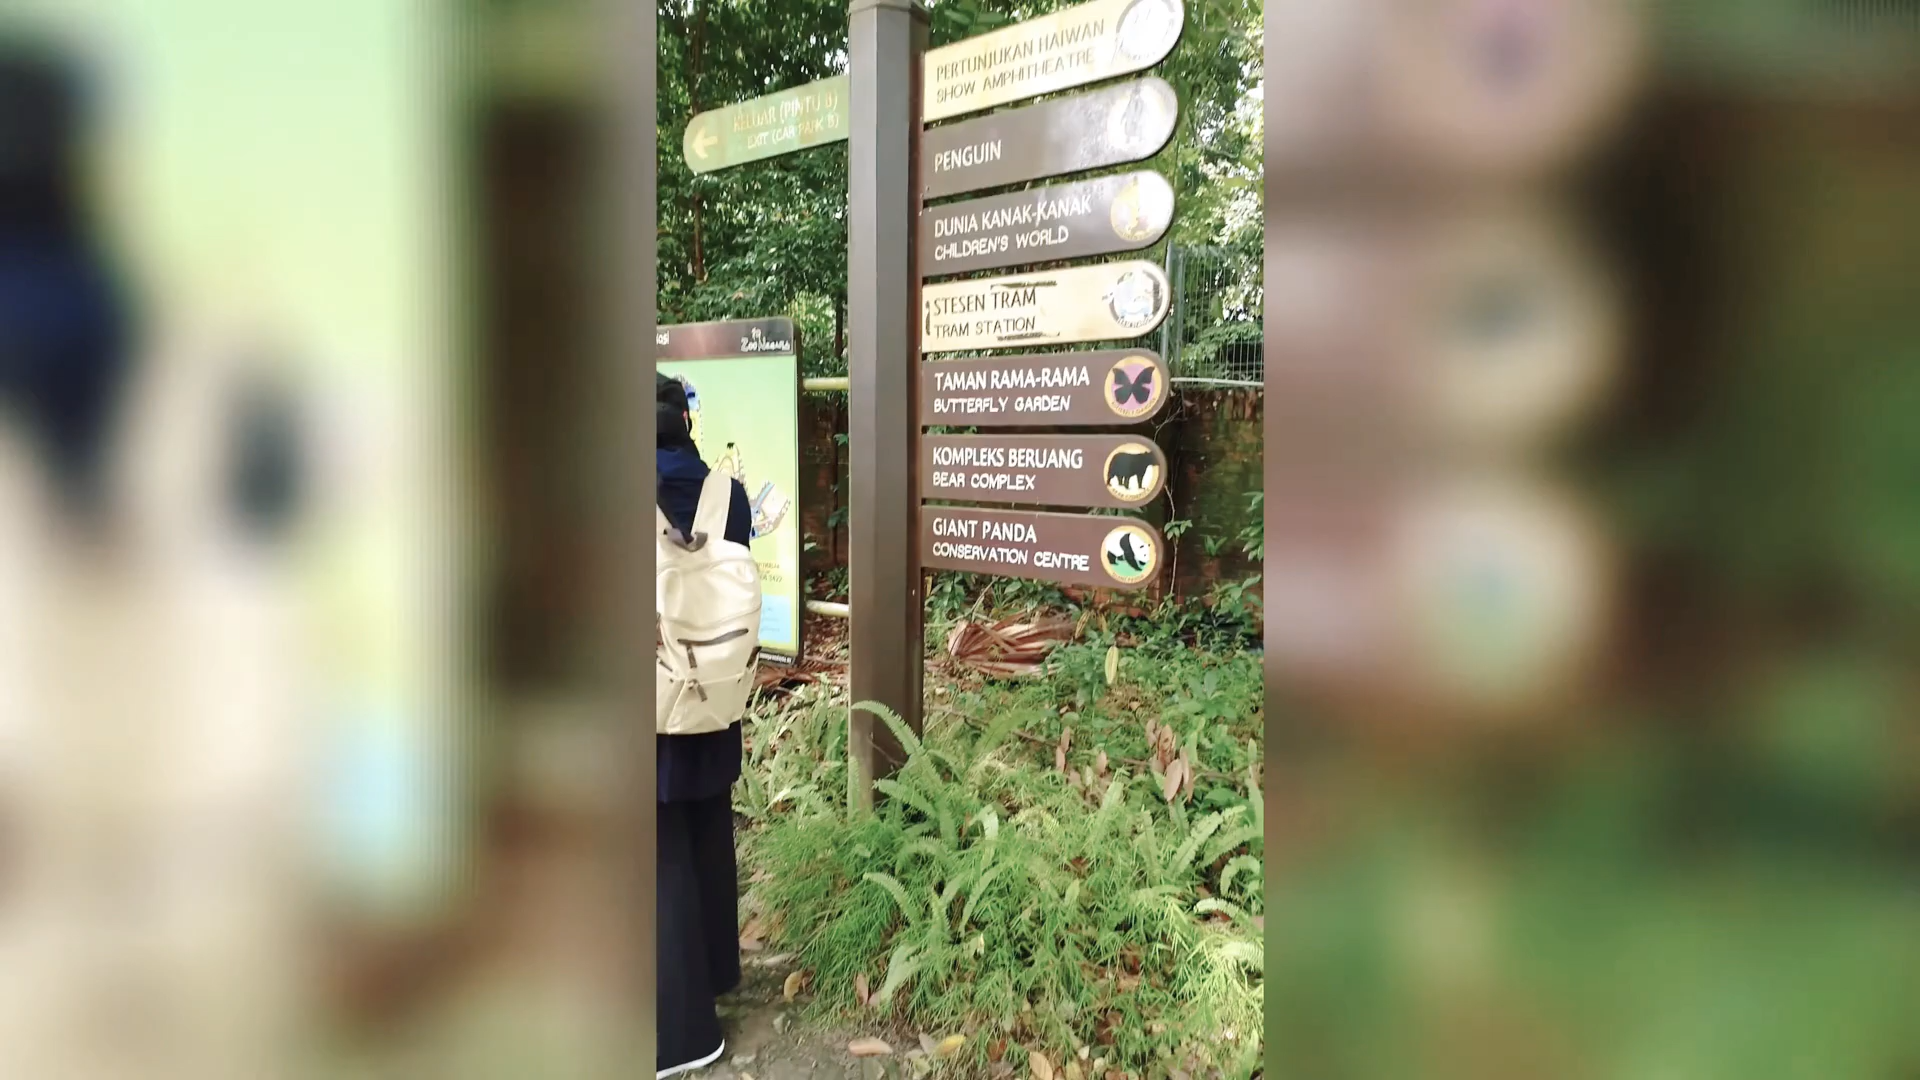 PERTUNJUKAN HAIWAN
SHOW AMPHITHEATRE
KELUAR (PINTU B)
EXIT (CAR PARK B)
PENGUIN
DUNIA KANAK-KANAK
CHILDREN'S WORLD
STESEN TRAM
TRAM STATION
Zoo Negara
TAMAN RAMA-RAMA
BUTTERFLY GARDEN
KOMPLEKS BERUANG
BEAR COMPLEX
GIANT PANDA
CONSERVATION CENTRE